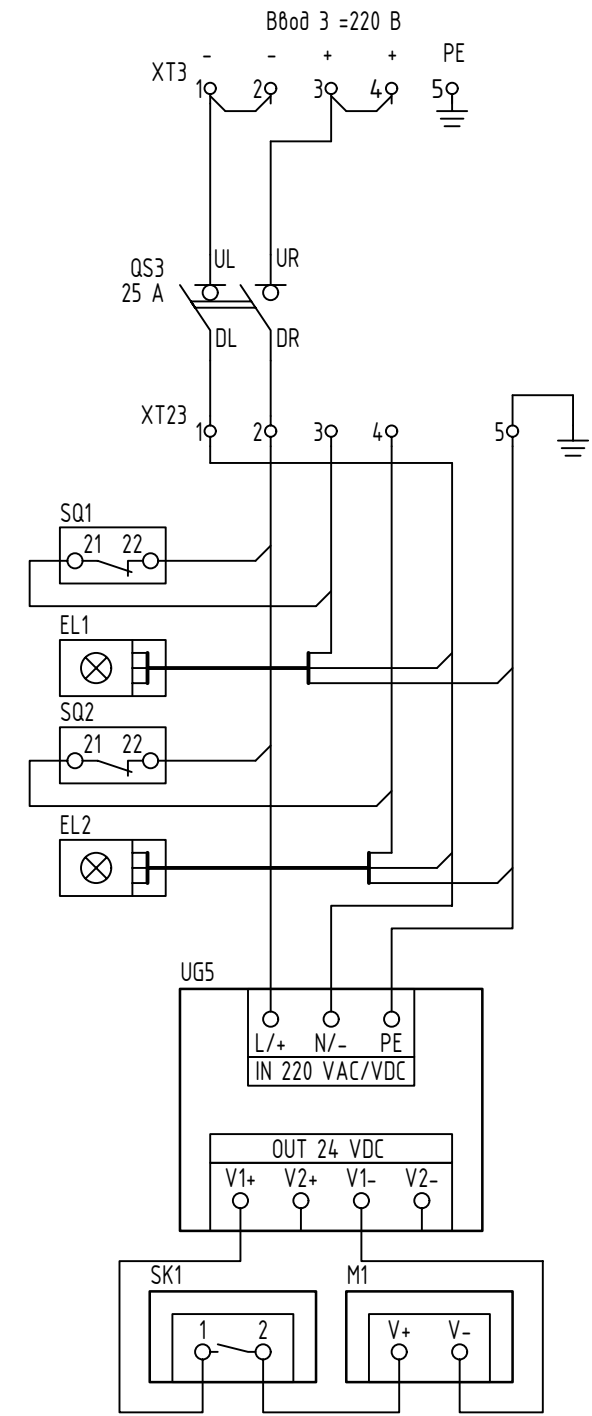 Ввод 3 =220 В
- - + + PE
XT3 1 2 3 4 5
UL UR
QS3
25 А
DL DR
XT23 1 2 3 4 5
SQ1
21 22
EL1
SQ2
21 22
EL2
UG5
L/+ N/- PE
IN 220 VAC/VDC
OUT 24 VDC
V1+ V2+ V1- V2-
SK1 M1
1 2 V+ V-